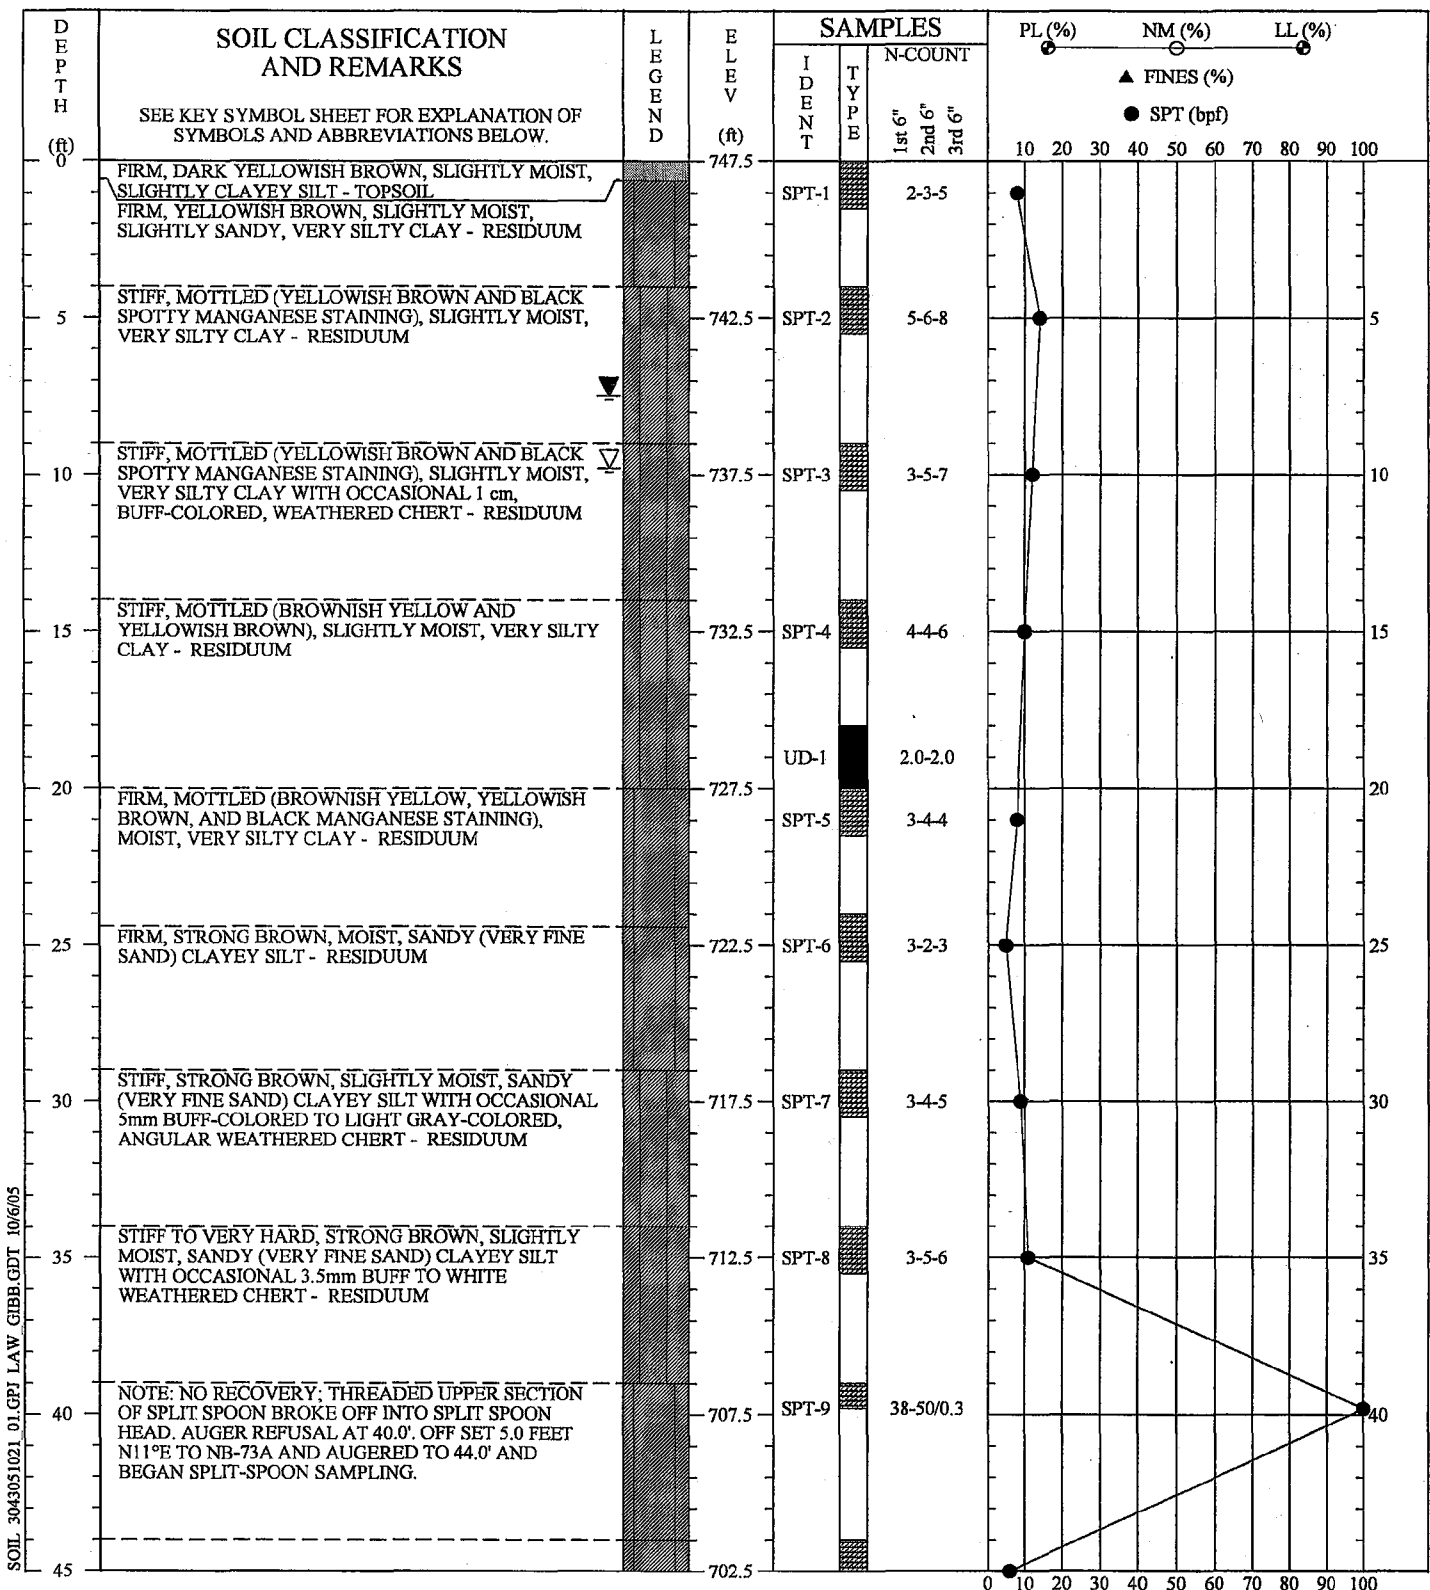 DEPTH
(ft)
SOIL CLASSIFICATION
AND REMARKS
SEE KEY SYMBOL SHEET FOR EXPLANATION OF
SYMBOLS AND ABBREVIATIONS BELOW.
LEGEND
ELEV
(ft)
SAMPLES
IDENT
TYPE
N-COUNT
1st 6"
2nd 6"
3rd 6"
PL (%) NM (%) LL (%)
▲ FINES (%)
● SPT (bpf)
10 20 30 40 50 60 70 80 90 100
0
FIRM, DARK YELLOWISH BROWN, SLIGHTLY MOIST,
SLIGHTLY CLAYEY SILT - TOPSOIL
FIRM, YELLOWISH BROWN, SLIGHTLY MOIST,
SLIGHTLY SANDY, VERY SILTY CLAY - RESIDUUM
747.5
SPT-1 2-3-5
5
STIFF, MOTTLED (YELLOWISH BROWN AND BLACK
SPOTTY MANGANESE STAINING), SLIGHTLY MOIST,
VERY SILTY CLAY - RESIDUUM
742.5
SPT-2 5-6-8
5
10
STIFF, MOTTLED (YELLOWISH BROWN AND BLACK
SPOTTY MANGANESE STAINING), SLIGHTLY MOIST,
VERY SILTY CLAY WITH OCCASIONAL 1 cm,
BUFF-COLORED, WEATHERED CHERT - RESIDUUM
737.5
SPT-3 3-5-7
10
15
STIFF, MOTTLED (BROWNISH YELLOW AND
YELLOWISH BROWN), SLIGHTLY MOIST, VERY SILTY
CLAY - RESIDUUM
732.5
SPT-4 4-4-6
15
UD-1 2.0-2.0
20
FIRM, MOTTLED (BROWNISH YELLOW, YELLOWISH
BROWN, AND BLACK MANGANESE STAINING),
MOIST, VERY SILTY CLAY - RESIDUUM
727.5
20
SPT-5 3-4-4
25
FIRM, STRONG BROWN, MOIST, SANDY (VERY FINE
SAND) CLAYEY SILT - RESIDUUM
722.5
SPT-6 3-2-3
25
30
STIFF, STRONG BROWN, SLIGHTLY MOIST, SANDY
(VERY FINE SAND) CLAYEY SILT WITH OCCASIONAL
5mm BUFF-COLORED TO LIGHT GRAY-COLORED,
ANGULAR WEATHERED CHERT - RESIDUUM
717.5
SPT-7 3-4-5
30
35
STIFF TO VERY HARD, STRONG BROWN, SLIGHTLY
MOIST, SANDY (VERY FINE SAND) CLAYEY SILT
WITH OCCASIONAL 3.5mm BUFF TO WHITE
WEATHERED CHERT - RESIDUUM
712.5
SPT-8 3-5-6
35
40
NOTE: NO RECOVERY; THREADED UPPER SECTION
OF SPLIT SPOON BROKE OFF INTO SPLIT SPOON
HEAD. AUGER REFUSAL AT 40.0'. OFF SET 5.0 FEET
N11°E TO NB-73A AND AUGERED TO 44.0' AND
BEGAN SPLIT-SPOON SAMPLING.
707.5
SPT-9 38-50/0.3
40
45
702.5
0 10 20 30 40 50 60 70 80 90 100
SOIL 3043051021_01.GPJ LAW GIBB.GDT 10/6/05